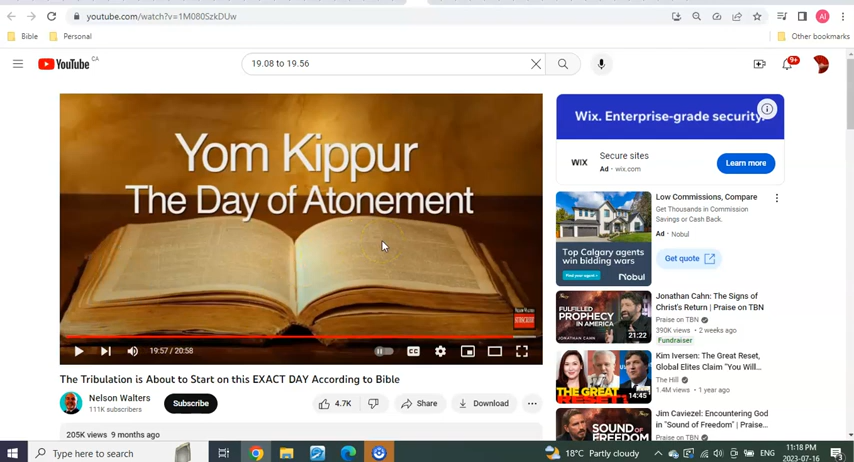 youtube.com/watch?v=1M080SzkDUw
Bible
Personal
Other bookmarks
YouTube CA
19.08 to 19.56
9+
Yom Kippur
The Day of Atonement
19:57 / 20:58
CC
The Tribulation is About to Start on this EXACT DAY According to Bible
Nelson Walters
111K subscribers
Subscribe
4.7K
Share
Download
205K views 9 months ago
Wix. Enterprise-grade security.
WIX
Secure sites
Ad • wix.com
Learn more
Top Calgary agents
win bidding wars
Find your agent
Nobul
Low Commissions, Compare
Get Thousands in Commission
Savings or Cash Back.
Ad • Nobul
Get quote
FULFILLED
PROPHECY
IN AMERICA
21:22
Jonathan Cahn: The Signs of
Christ's Return | Praise on TBN
Praise on TBN
390K views • 2 weeks ago
Fundraiser
THE GREAT
RESET
14:45
Kim Iversen: The Great Reset,
Global Elites Claim "You Will...
The Hill
1 year ago
SOUND OF
FREEDOM
Jim Caviezel: Encountering God
in "Sound of Freedom" | Praise...
Praise on TBN
Type here to search
18°C Partly cloudy
ENG
11:18 PM
2023-07-16
3